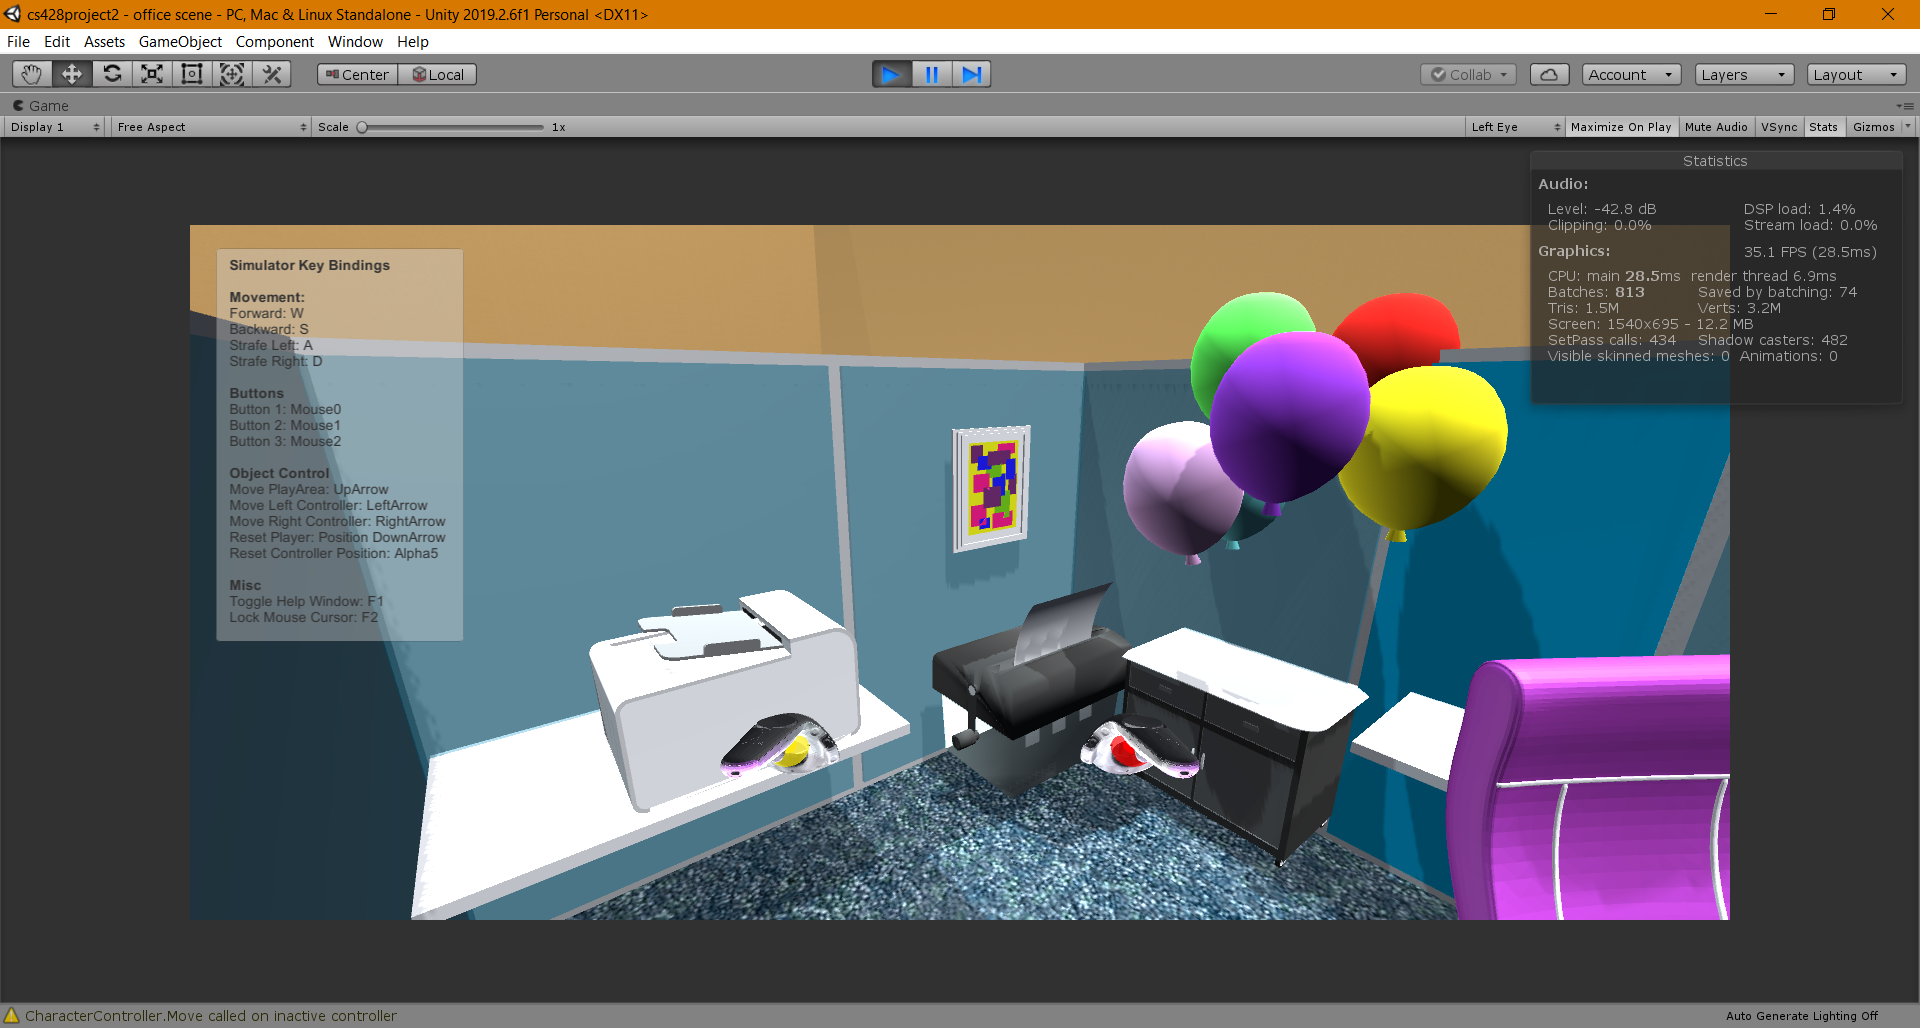 cs428project2 - office scene - PC, Mac & Linux Standalone - Unity 2019.2.6f1 Personal <DX11>
File Edit Assets GameObject Component Window Help
Center Local Collab Account Layers Layout
Game
Display 1 Free Aspect Scale 1x Left Eye Maximize On Play Mute Audio VSync Stats Gizmos
Statistics
Audio:
Level: -42.8 dB DSP load: 1.4%
Clipping: 0.0% Stream load: 0.0%
Graphics: 35.1 FPS (28.5ms)
CPU: main 28.5ms render thread 6.9ms
Batches: 813 Saved by batching: 74
Tris: 1.5M Verts: 3.2M
Screen: 1540x695 - 12.2 MB
SetPass calls: 434 Shadow casters: 482
Visible skinned meshes: 0 Animations: 0
Simulator Key Bindings
Movement:
Forward: W
Backward: S
Strafe Left: A
Strafe Right: D
Buttons
Button 1: Mouse0
Button 2: Mouse1
Button 3: Mouse2
Object Control
Move PlayArea: UpArrow
Move Left Controller: LeftArrow
Move Right Controller: RightArrow
Reset Player: Position DownArrow
Reset Controller Position: Alpha5
Misc
Toggle Help Window: F1
Lock Mouse Cursor: F2
CharacterController.Move called on inactive controller
Auto Generate Lighting Off